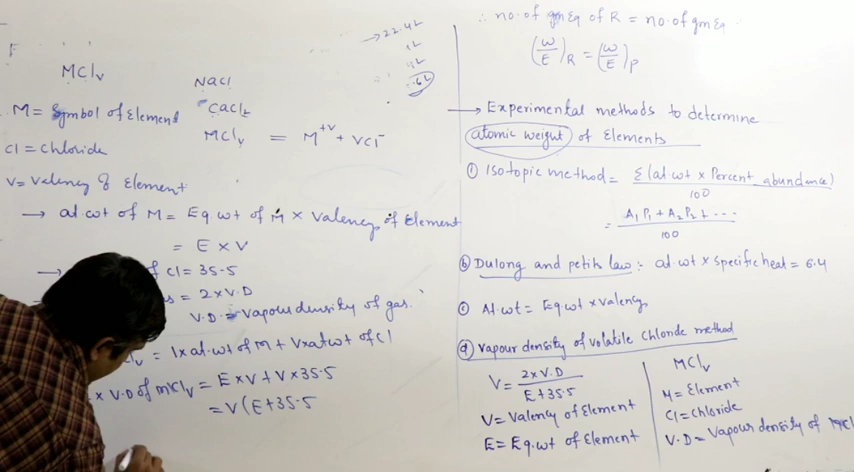 MClv
NaCl
CaCl2
MClv = M+v + vCl-
M = Symbol of Element
Cl = Chloride
V = Valency of Element
→ at.wt of M = Eq wt of M × valency of Element
= E × V
of Cl = 35.5
= 2×V.D
V.D = Vapour density of gas.
= 1×at.wt of M + V×at wt of Cl
× V.D of MClv = E×V + V×35.5
= V(E+35.5
→ 22.4L
∴ no. of gm Eq of R = no. of gm Eq
(W/E)R = (W/E)P
→ Experimental methods to determine
atomic weight of Elements
Isotopic method = Σ(at.wt × Percent abundance)
100
= A1P1 + A2P2 + ...
100
(b) Dulong and petits law :- at.wt × specific heat = 6.4
(c) At.wt = Eq wt × valency
(d) Vapour density of volatile chloride method
V = 2×V.D
E+35.5
V = Valency of Element
E = Eq.wt of Element
MClv
M = Element
Cl = Chloride
V.D = Vapour density of